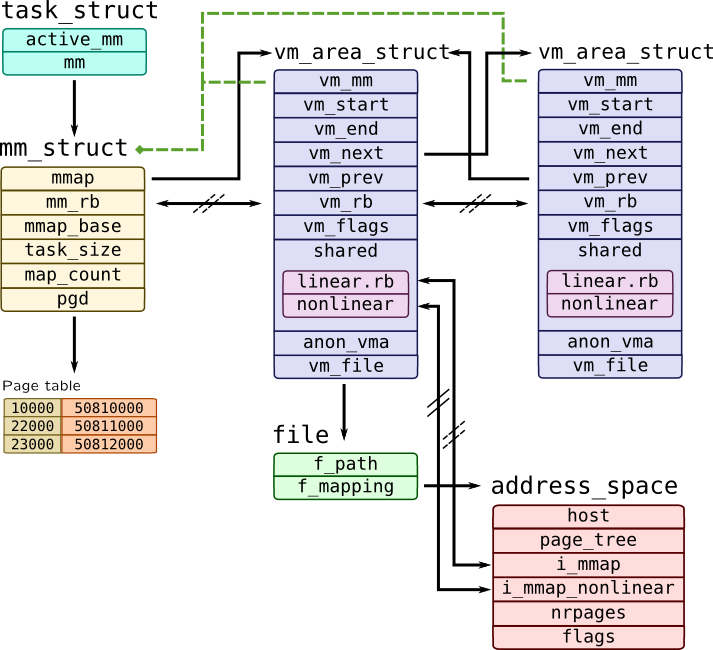 task_struct
active_mm
mm
mm_struct
mmap
mm_rb
mmap_base
task_size
map_count
pgd
Page table
10000 50810000
22000 50811000
23000 50812000
vm_area_struct
vm_mm
vm_start
vm_end
vm_next
vm_prev
vm_rb
vm_flags
shared
linear.rb
nonlinear
anon_vma
vm_file
file
f_path
f_mapping
vm_area_struct
vm_mm
vm_start
vm_end
vm_next
vm_prev
vm_rb
vm_flags
shared
linear.rb
nonlinear
anon_vma
vm_file
address_space
host
page_tree
i_mmap
i_mmap_nonlinear
nrpages
flags